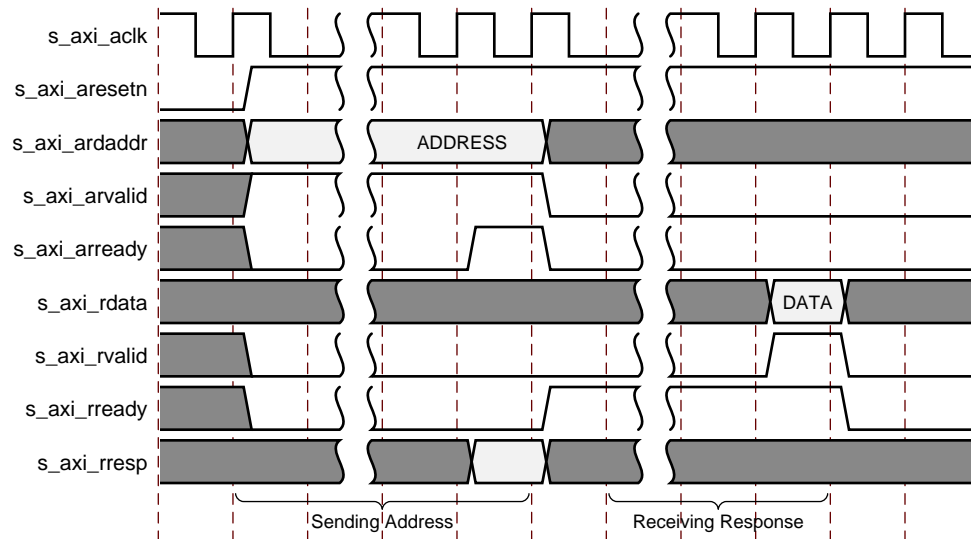 s_axi_aclk
s_axi_aresetn
s_axi_ardaddr
ADDRESS
s_axi_arvalid
s_axi_arready
s_axi_rdata
DATA
s_axi_rvalid
s_axi_rready
s_axi_rresp
Sending Address
Receiving Response